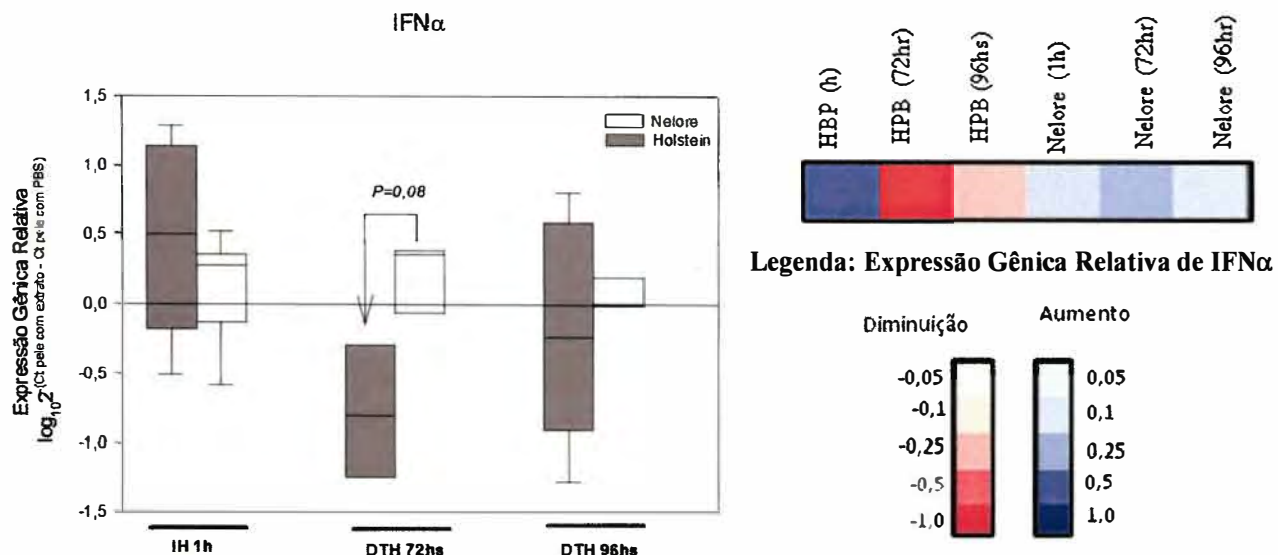 IFNα
1,5
1,0
0,5
0,0
-0,5
-1,0
-1,5
Expressão Gênica Relativa
log₁₀2^-(Ct pele com extrato - Ct pele com PBS)
Nelore
Holstein
P=0,08
IH 1h
DTH 72hs
DTH 96hs
HBP (h)
HPB (72hr)
HPB (96hs)
Nelore (1h)
Nelore (72hr)
Nelore (96hr)
Legenda: Expressão Gênica Relativa de IFNα
Diminuição
-0,05
-0,1
-0,25
-0,5
-1,0
Aumento
0,05
0,1
0,25
0,5
1,0